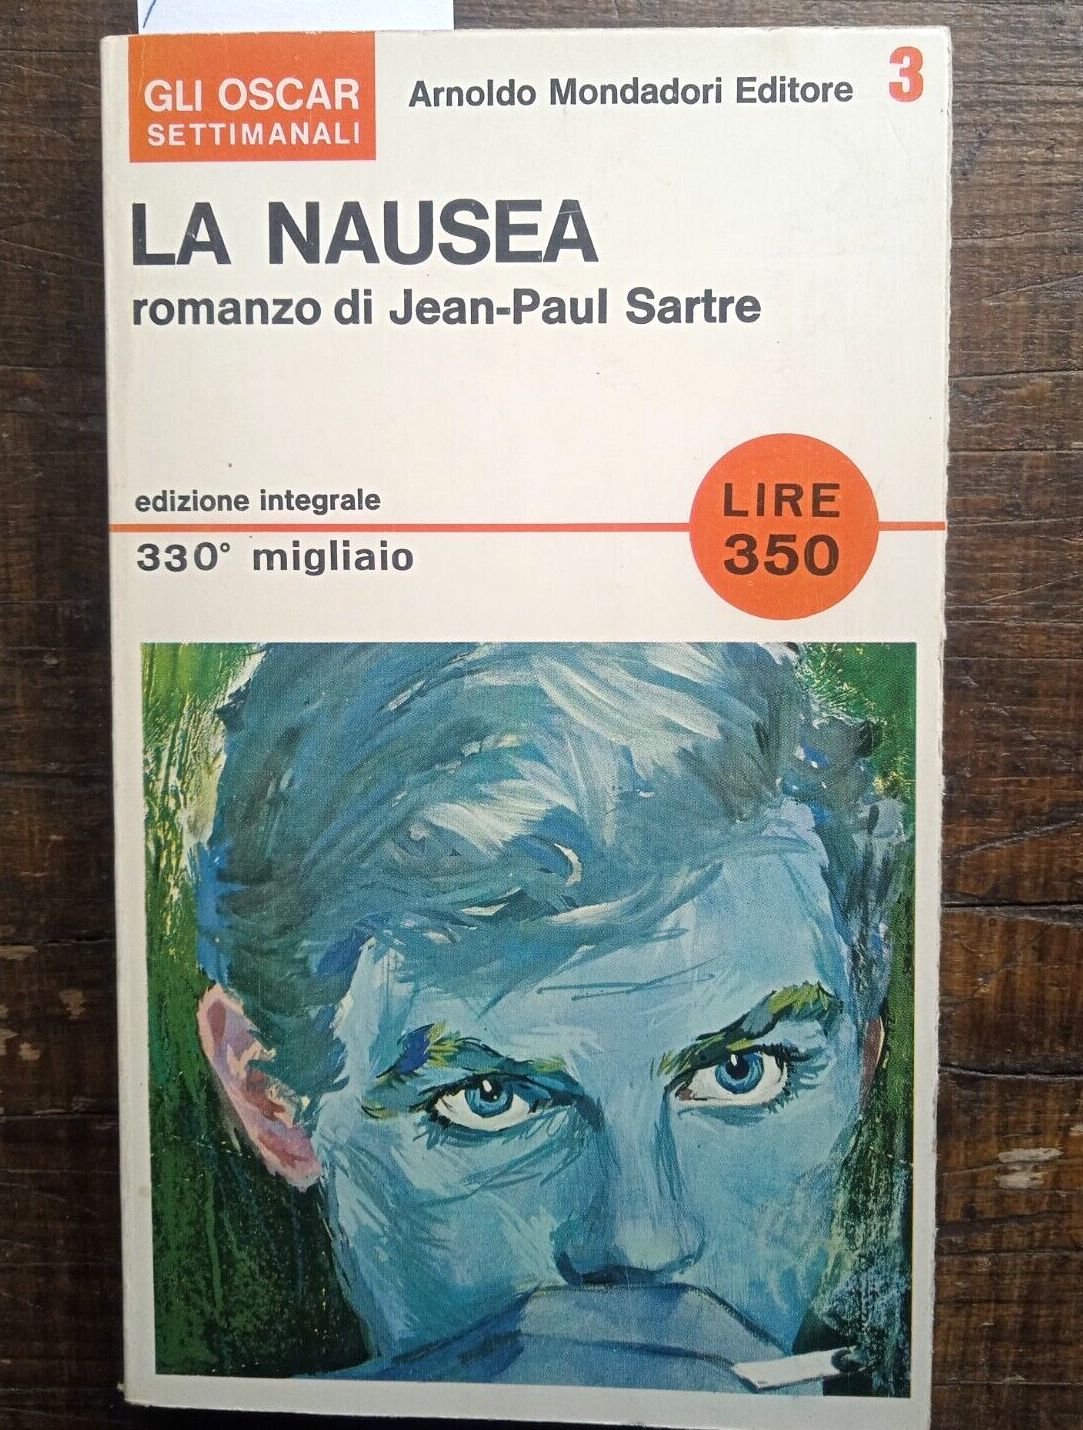 GLI OSCAR
SETTIMANALI
Arnoldo Mondadori Editore
3
LA NAUSEA
romanzo di Jean-Paul Sartre
edizione integrale
330° migliaio
LIRE
350